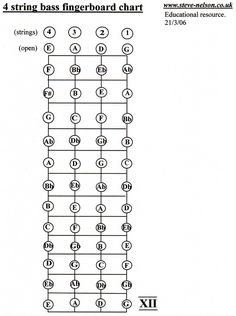 4 string bass fingerboard chart
www.steve-nelson.co.uk
Educational resource.
21/3/06
(strings) 4 3 2 1
(open) E A D G
F Bb Eb Ab
F# B E A
G C F Bb
Ab Db Gb B
A D G C
Bb Eb Ab Db
B E A D
C F Bb Eb
Db Gb B E
D G C F
Eb Ab Db Gb
E A D G XII